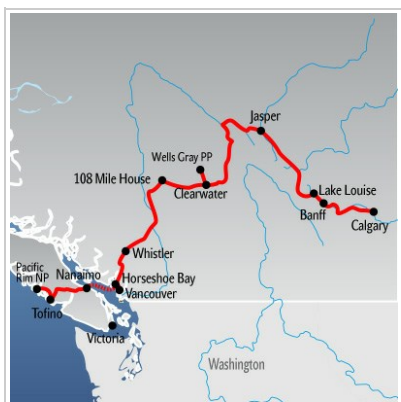 Jasper
Wells Gray PP
108 Mile House
Clearwater
Lake Louise
Banff
Calgary
Whistler
Pacific
Rim NP
Nanaimo
Horseshoe Bay
Vancouver
Tofino
Victoria
Washington